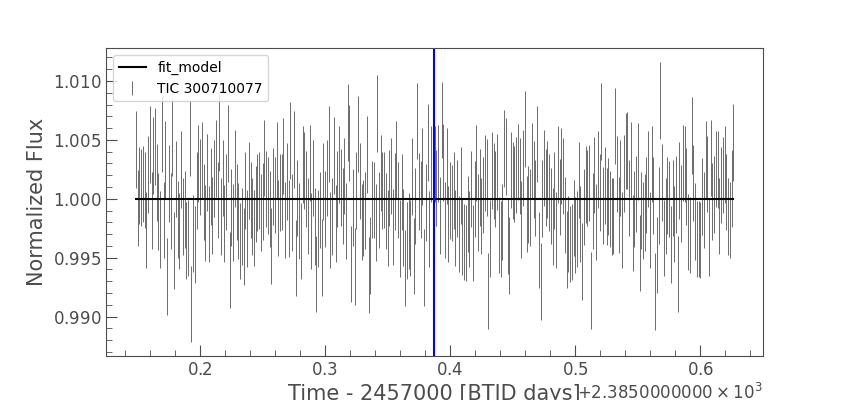 fit_model
TIC 300710077
1.010
1.005
1.000
0.995
0.990
Normalized Flux
0.2 0.3 0.4 0.5 0.6
Time - 2457000 [BTJD days]
+2.3850000000 × 10³